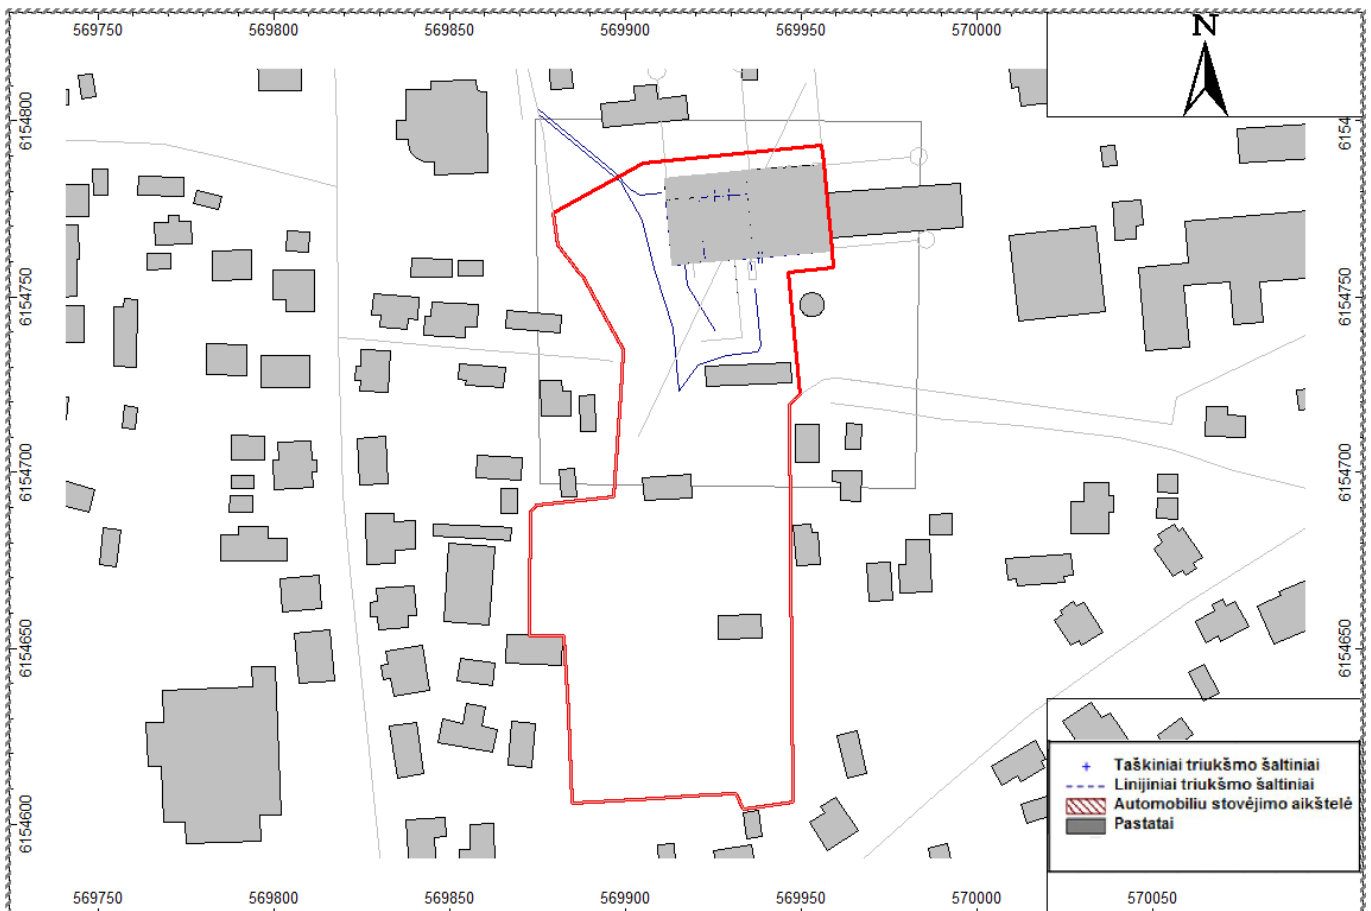 569750 569800 569850 569900 569950 570000
N
6154800
6154
6154750
6154750
6154700
6154700
6154650
6154650
6154600
Taškiniai triukšmo šaltiniai
Linijiniai triukšmo šaltiniai
Automobiliu stovėjimo aikštelė
Pastatai
569750 569800 569850 569900 569950 570000 570050